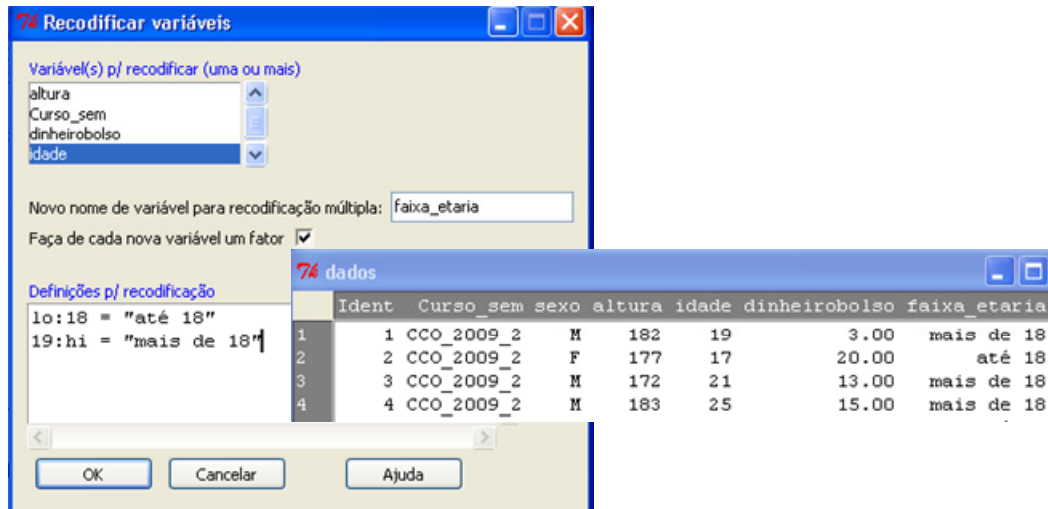 Recodificar variáveis
Variável(s) p/ recodificar (uma ou mais)
altura
Curso_sem
dinheirobolso
idade
Novo nome de variável para recodificação múltipla: faixa_etaria
Faça de cada nova variável um fator
Definições p/ recodificação
lo:18 = "até 18"
19:hi = "mais de 18"
OK Cancelar Ajuda
dados
Ident Curso_sem sexo altura idade dinheirobolso faixa_etaria
1 1 CCO_2009_2 M 182 19 3.00 mais de 18
2 2 CCO_2009_2 F 177 17 20.00 até 18
3 3 CCO_2009_2 M 172 21 13.00 mais de 18
4 4 CCO_2009_2 M 183 25 15.00 mais de 18